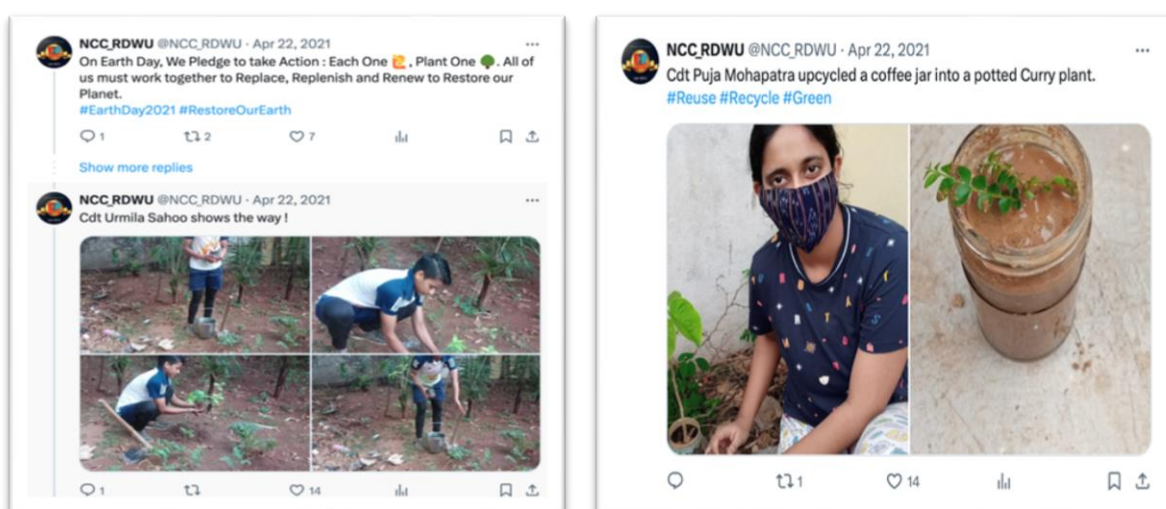 NCC_RDWU @NCC_RDWU · Apr 22, 2021
On Earth Day, We Pledge to take Action : Each One , Plant One 🌳. All of
us must work together to Replace, Replenish and Renew to Restore our
Planet.
#EarthDay2021 #RestoreOurEarth
1 2 7
Show more replies
NCC_RDWU @NCC_RDWU · Apr 22, 2021
Cdt Urmila Sahoo shows the way !
1 14
NCC_RDWU @NCC_RDWU · Apr 22, 2021
Cdt Puja Mohapatra upcycled a coffee jar into a potted Curry plant.
#Reuse #Recycle #Green
1 14